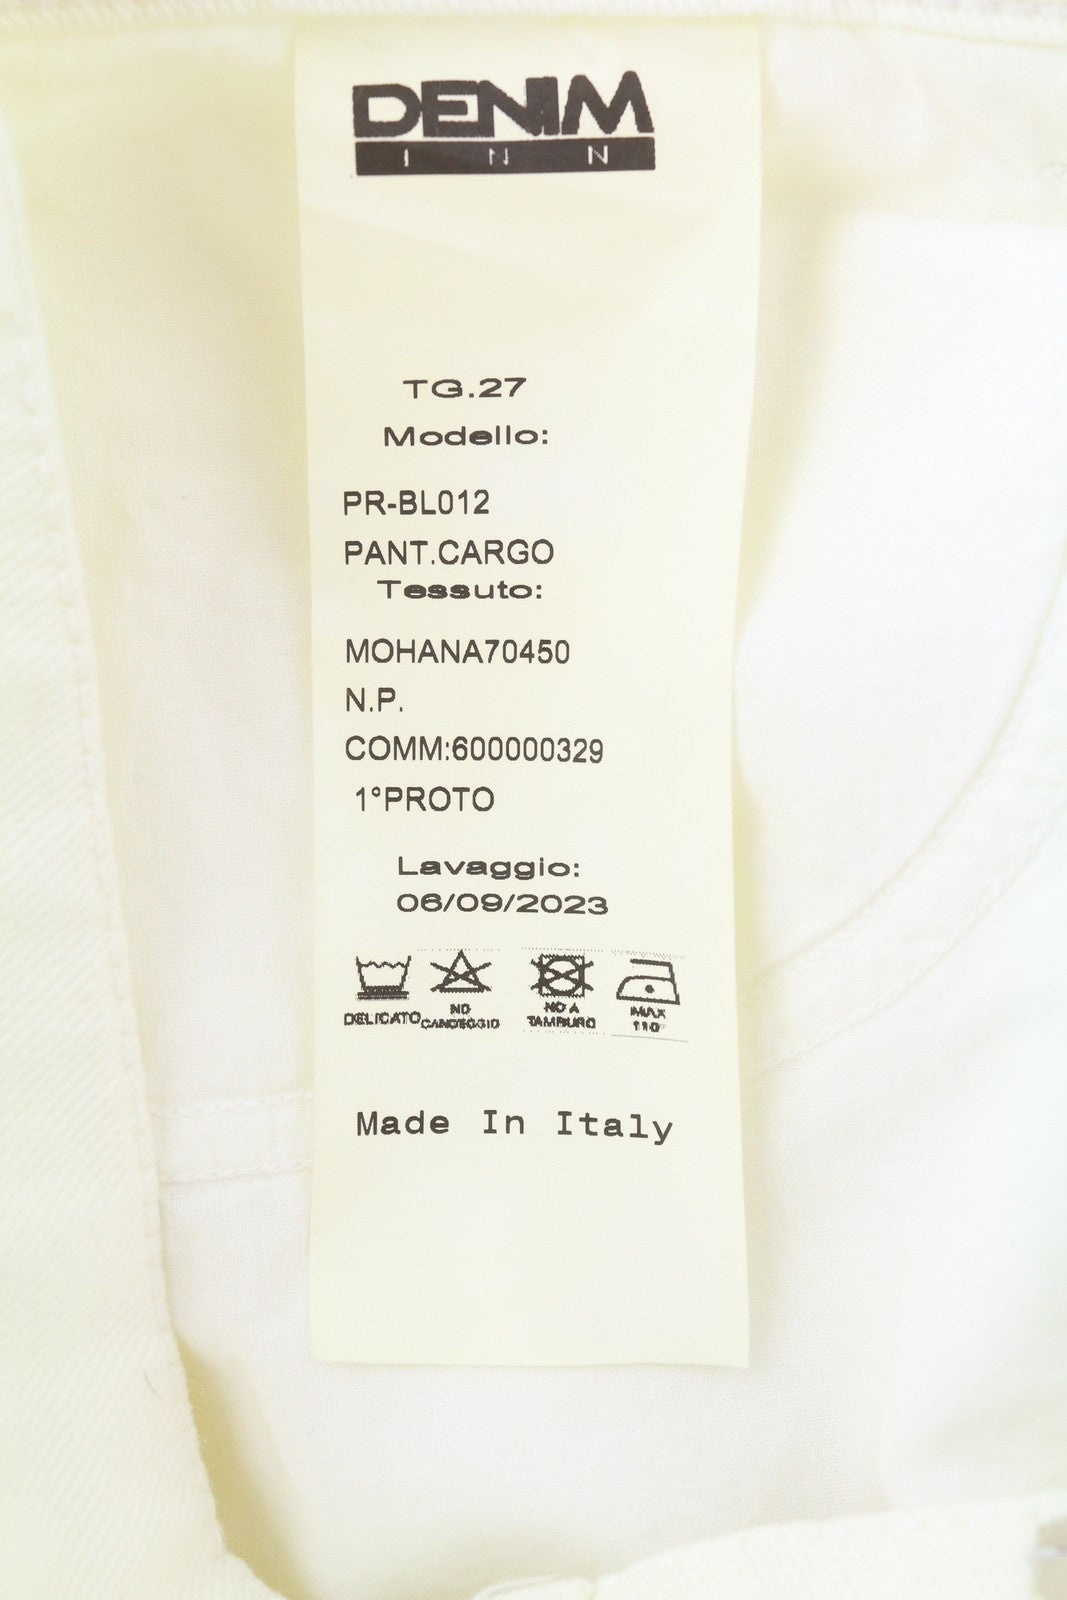 DENIM
INN
TG.27
Modello:
PR-BL012
PANT.CARGO
Tessuto:
MOHANA70450
N.P.
COMM:600000329
1°PROTO
Lavaggio:
06/09/2023
DELICATO NO CANDEGGIO NO A TAMBURO MAX 110°
Made In Italy